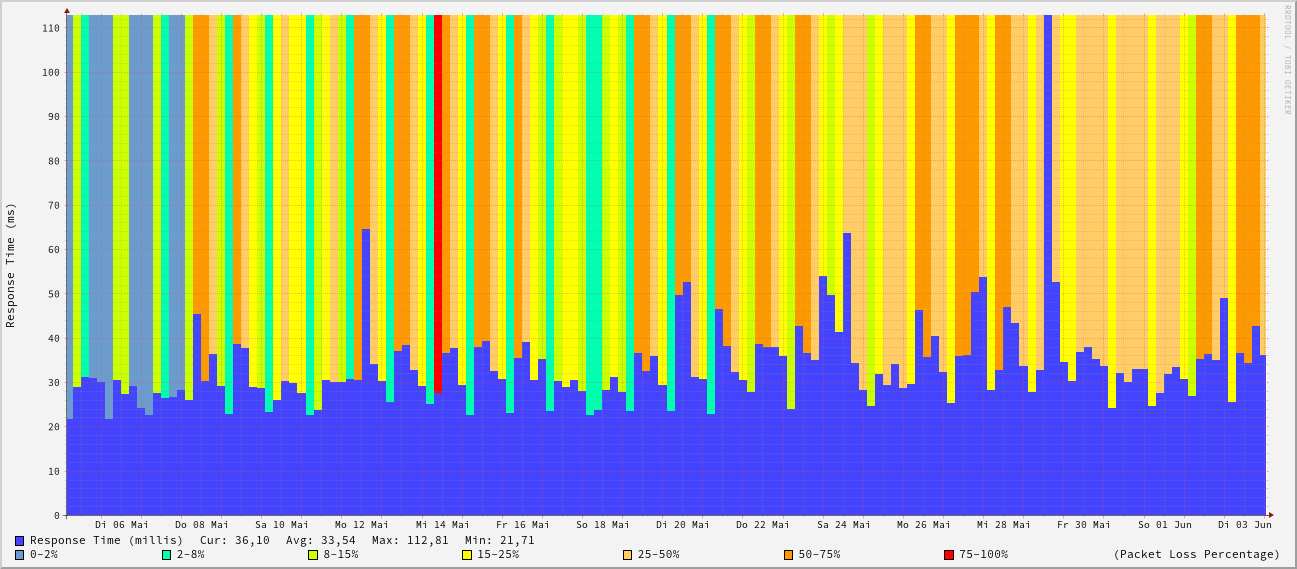 RRDTOOL / TOBI OETIKER
Response Time (ms)
110
100
90
80
70
60
50
40
30
20
10
0
Di 06 Mai Do 08 Mai Sa 10 Mai Mo 12 Mai Mi 14 Mai Fr 16 Mai So 18 Mai Di 20 Mai Do 22 Mai Sa 24 Mai Mo 26 Mai Mi 28 Mai Fr 30 Mai So 01 Jun Di 03 Jun
Response Time (millis) Cur: 36,10 Avg: 33,54 Max: 112,81 Min: 21,71
0-2% 2-8% 8-15% 15-25% 25-50% 50-75% 75-100% (Packet Loss Percentage)